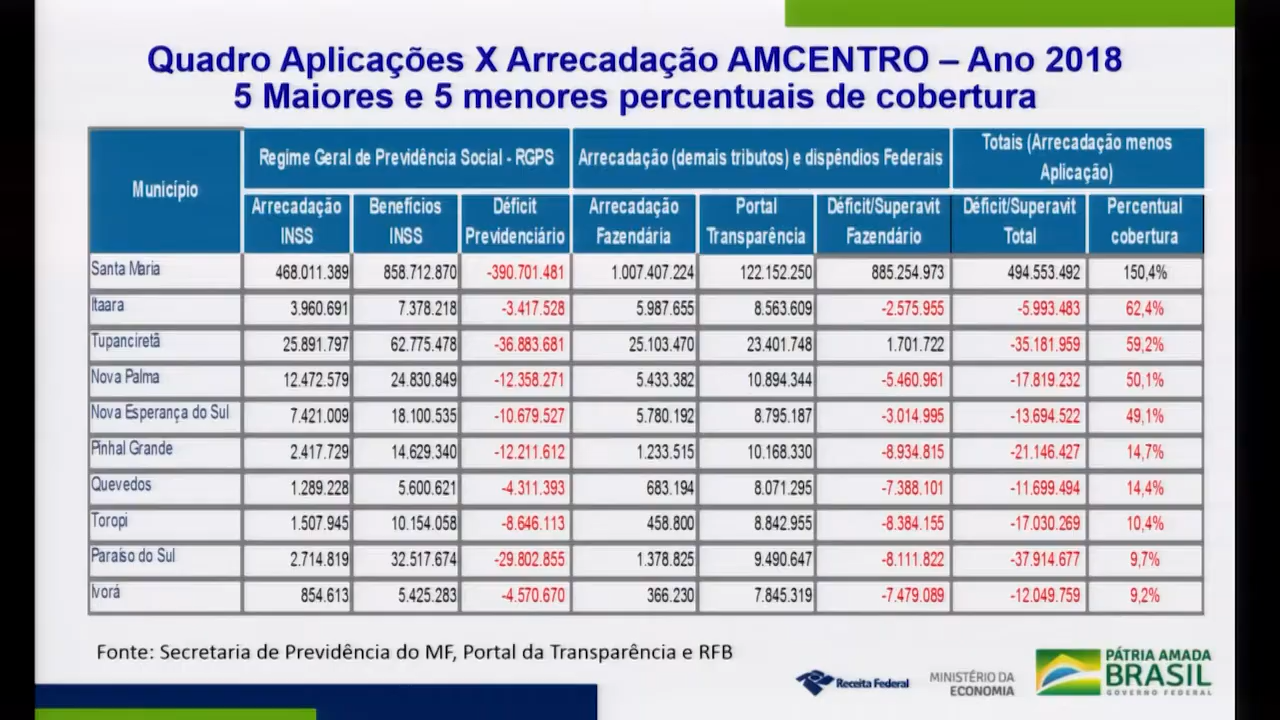 Quadro Aplicações X Arrecadação AMCENTRO – Ano 2018
5 Maiores e 5 menores percentuais de cobertura
Município | Regime Geral de Previdência Social - RGPS | Arrecadação (demais tributos) e dispêndios Federais | Totais (Arrecadação menos Aplicação)
Arrecadação INSS | Benefícios INSS | Déficit Previdenciário | Arrecadação Fazendária | Portal Transparência | Déficit/Superavit Fazendário | Déficit/Superavit Total | Percentual cobertura
Santa Maria | 468.011.389 | 858.712.870 | -390.701.481 | 1.007.407.224 | 122.152.250 | 885.254.973 | 494.553.492 | 150,4%
Itaara | 3.960.691 | 7.378.218 | -3.417.528 | 5.987.655 | 8.563.609 | -2.575.955 | -5.993.483 | 62,4%
Tupanciretã | 25.891.797 | 62.775.478 | -36.883.681 | 25.103.470 | 23.401.748 | 1.701.722 | -35.181.959 | 59,2%
Nova Palma | 12.472.579 | 24.830.849 | -12.358.271 | 5.433.382 | 10.894.344 | -5.460.961 | -17.819.232 | 50,1%
Nova Esperança do Sul | 7.421.009 | 18.100.535 | -10.679.527 | 5.780.192 | 8.795.187 | -3.014.995 | -13.694.522 | 49,1%
Pinhal Grande | 2.417.729 | 14.629.340 | -12.211.612 | 1.233.515 | 10.168.330 | -8.934.815 | -21.146.427 | 14,7%
Quevedos | 1.289.228 | 5.600.621 | -4.311.393 | 683.194 | 8.071.295 | -7.388.101 | -11.699.494 | 14,4%
Toropi | 1.507.945 | 10.154.058 | -8.646.113 | 458.800 | 8.842.955 | -8.384.155 | -17.030.269 | 10,4%
Paraíso do Sul | 2.714.819 | 32.517.674 | -29.802.855 | 1.378.825 | 9.490.647 | -8.111.822 | -37.914.677 | 9,7%
Ivorá | 854.613 | 5.425.283 | -4.570.670 | 366.230 | 7.845.319 | -7.479.089 | -12.049.759 | 9,2%
Fonte: Secretaria de Previdência do MF, Portal da Transparência e RFB
Receita Federal
MINISTÉRIO DA
ECONOMIA
PÁTRIA AMADA
BRASIL
GOVERNO FEDERAL